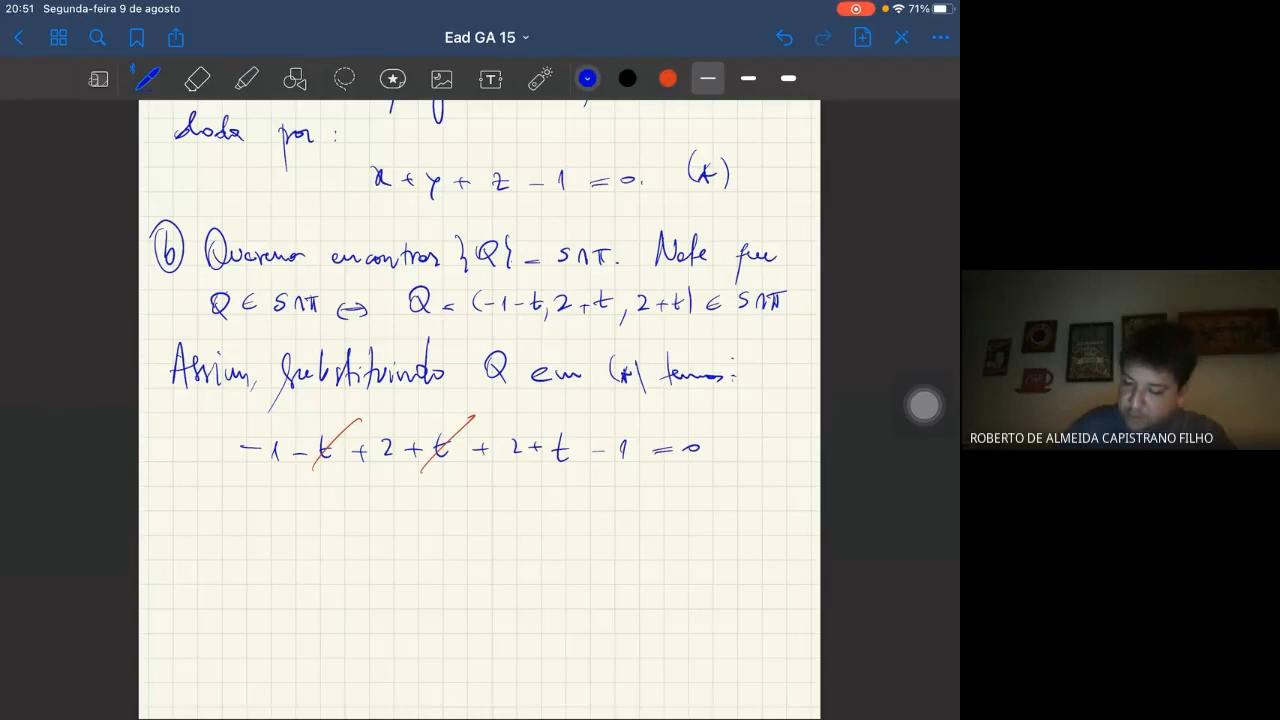 20:51 Segunda-feira 9 de agosto
71%
Ead GA 15
dada por:
x + y + z - 1 = 0. (*)
(b) Queremos encontrar {Q} = S∩π. Note que
Q ∈ S∩π ⇔ Q = (-1-t, 2+t, 2+t) ∈ S∩π
Assim, substituindo Q em (*) temos:
-1 - t + 2 + t + 2 + t - 1 = 0
ROBERTO DE ALMEIDA CAPISTRANO FILHO